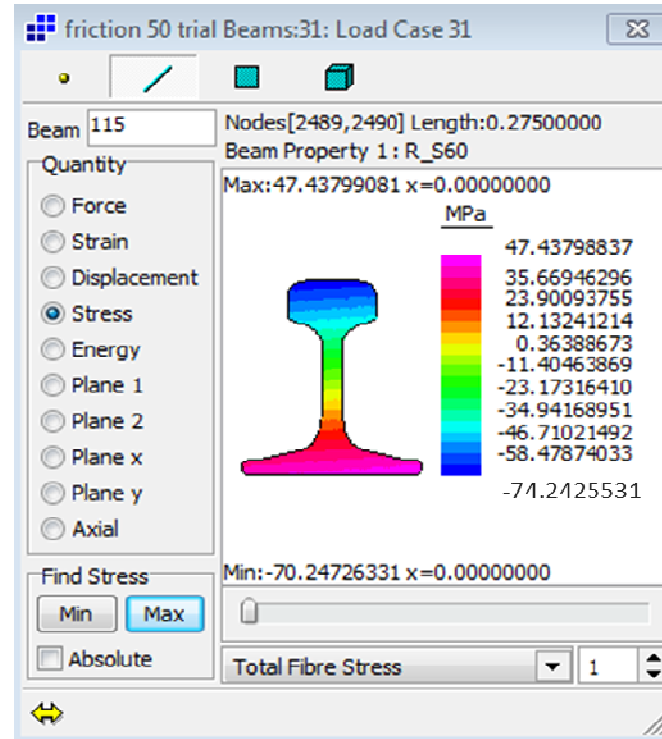 friction 50 trial Beams:31: Load Case 31
Beam 115
Nodes[2489,2490] Length:0.27500000
Beam Property 1: R_S60
Quantity
Force
Strain
Displacement
Stress
Energy
Plane 1
Plane 2
Plane x
Plane y
Axial
Max:47.43799081 x=0.00000000
MPa
47.43798837
35.66946296
23.90093755
12.13241214
0.36388673
-11.40463869
-23.17316410
-34.94168951
-46.71021492
-58.47874033
-74.2425531
Min:-70.24726331 x=0.00000000
Find Stress
Min Max
Absolute
Total Fibre Stress 1